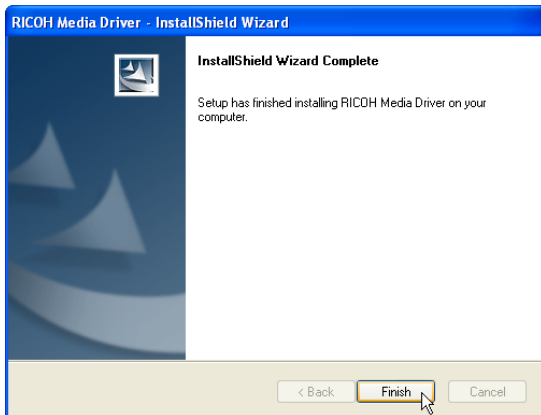 RICOH Media Driver - InstallShield Wizard
InstallShield Wizard Complete
Setup has finished installing RICOH Media Driver on your
computer.
< Back
Finish
Cancel